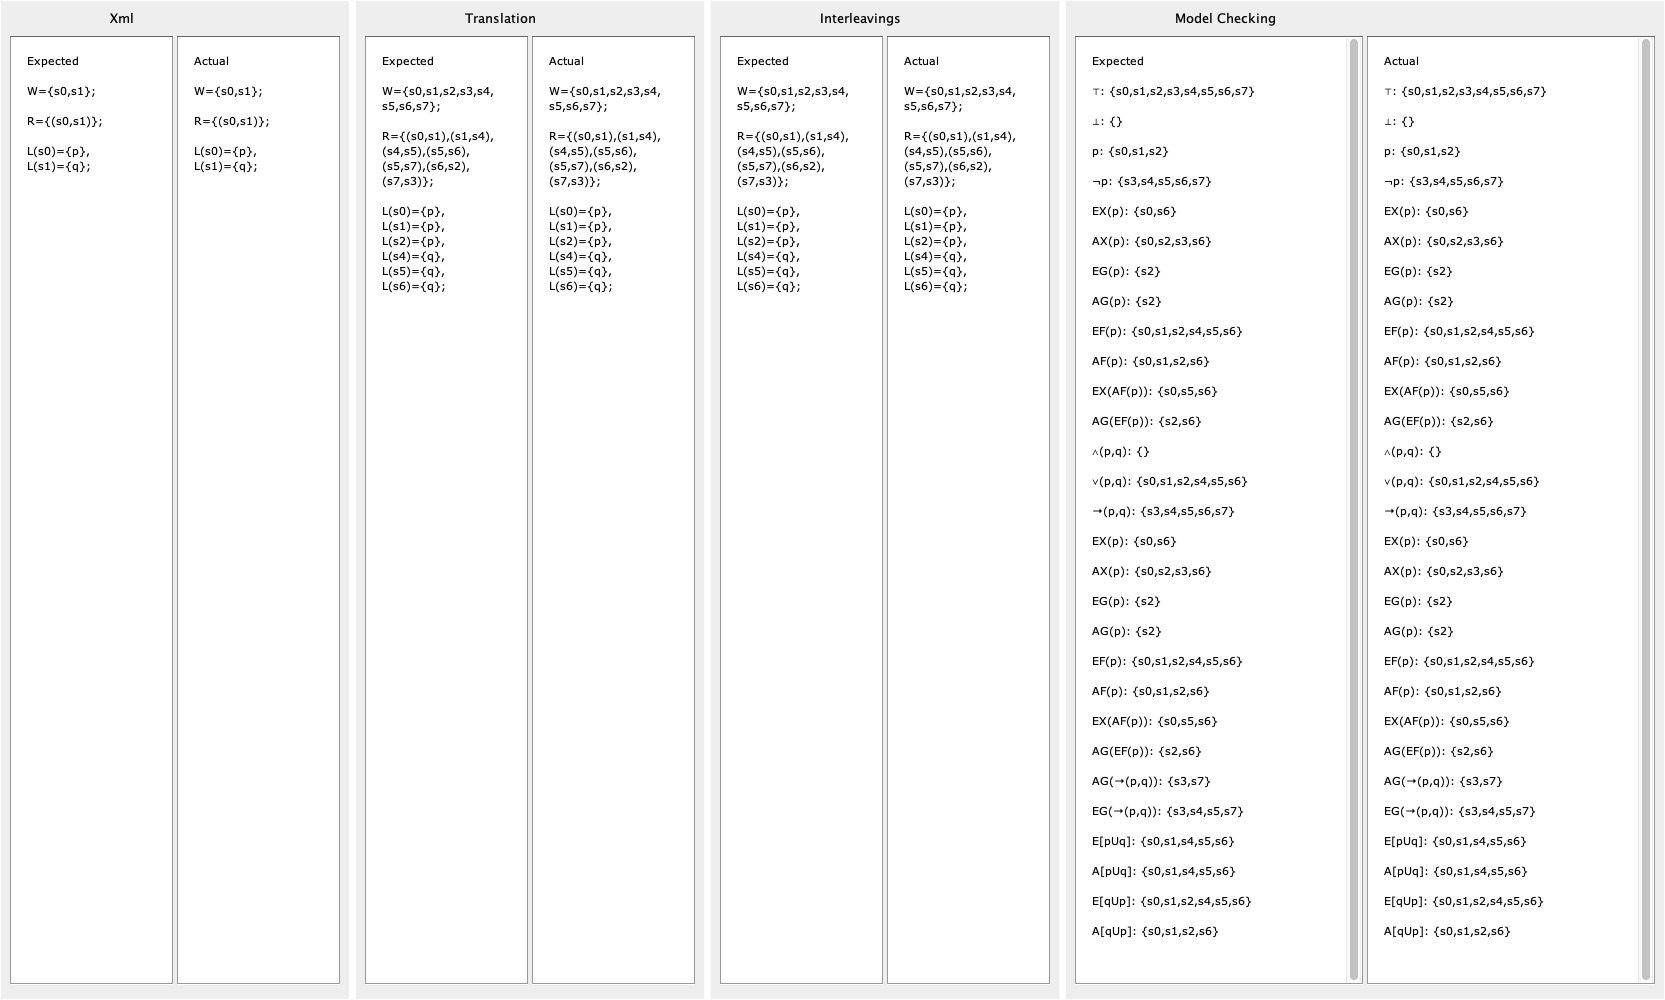 Xml
Expected
W={s0,s1};
R={(s0,s1)};
L(s0)={p},
L(s1)={q};
Actual
W={s0,s1};
R={(s0,s1)};
L(s0)={p},
L(s1)={q};
Translation
Expected
W={s0,s1,s2,s3,s4,
s5,s6,s7};
R={(s0,s1),(s1,s4),
(s4,s5),(s5,s6),
(s5,s7),(s6,s2),
(s7,s3)};
L(s0)={p},
L(s1)={p},
L(s2)={p},
L(s4)={q},
L(s5)={q},
L(s6)={q};
Actual
W={s0,s1,s2,s3,s4,
s5,s6,s7};
R={(s0,s1),(s1,s4),
(s4,s5),(s5,s6),
(s5,s7),(s6,s2),
(s7,s3)};
L(s0)={p},
L(s1)={p},
L(s2)={p},
L(s4)={q},
L(s5)={q},
L(s6)={q};
Interleavings
Expected
W={s0,s1,s2,s3,s4,
s5,s6,s7};
R={(s0,s1),(s1,s4),
(s4,s5),(s5,s6),
(s5,s7),(s6,s2),
(s7,s3)};
L(s0)={p},
L(s1)={p},
L(s2)={p},
L(s4)={q},
L(s5)={q},
L(s6)={q};
Actual
W={s0,s1,s2,s3,s4,
s5,s6,s7};
R={(s0,s1),(s1,s4),
(s4,s5),(s5,s6),
(s5,s7),(s6,s2),
(s7,s3)};
L(s0)={p},
L(s1)={p},
L(s2)={p},
L(s4)={q},
L(s5)={q},
L(s6)={q};
Model Checking
Expected
⊤: {s0,s1,s2,s3,s4,s5,s6,s7}
⊥: {}
p: {s0,s1,s2}
¬p: {s3,s4,s5,s6,s7}
EX(p): {s0,s6}
AX(p): {s0,s2,s3,s6}
EG(p): {s2}
AG(p): {s2}
EF(p): {s0,s1,s2,s4,s5,s6}
AF(p): {s0,s1,s2,s6}
EX(AF(p)): {s0,s5,s6}
AG(EF(p)): {s2,s6}
∧(p,q): {}
∨(p,q): {s0,s1,s2,s4,s5,s6}
→(p,q): {s3,s4,s5,s6,s7}
EX(p): {s0,s6}
AX(p): {s0,s2,s3,s6}
EG(p): {s2}
AG(p): {s2}
EF(p): {s0,s1,s2,s4,s5,s6}
AF(p): {s0,s1,s2,s6}
EX(AF(p)): {s0,s5,s6}
AG(EF(p)): {s2,s6}
AG(→(p,q)): {s3,s7}
EG(→(p,q)): {s3,s4,s5,s7}
E[pUq]: {s0,s1,s4,s5,s6}
A[pUq]: {s0,s1,s4,s5,s6}
E[qUp]: {s0,s1,s2,s4,s5,s6}
A[qUp]: {s0,s1,s2,s6}
Actual
⊤: {s0,s1,s2,s3,s4,s5,s6,s7}
⊥: {}
p: {s0,s1,s2}
¬p: {s3,s4,s5,s6,s7}
EX(p): {s0,s6}
AX(p): {s0,s2,s3,s6}
EG(p): {s2}
AG(p): {s2}
EF(p): {s0,s1,s2,s4,s5,s6}
AF(p): {s0,s1,s2,s6}
EX(AF(p)): {s0,s5,s6}
AG(EF(p)): {s2,s6}
∧(p,q): {}
∨(p,q): {s0,s1,s2,s4,s5,s6}
→(p,q): {s3,s4,s5,s6,s7}
EX(p): {s0,s6}
AX(p): {s0,s2,s3,s6}
EG(p): {s2}
AG(p): {s2}
EF(p): {s0,s1,s2,s4,s5,s6}
AF(p): {s0,s1,s2,s6}
EX(AF(p)): {s0,s5,s6}
AG(EF(p)): {s2,s6}
AG(→(p,q)): {s3,s7}
EG(→(p,q)): {s3,s4,s5,s7}
E[pUq]: {s0,s1,s4,s5,s6}
A[pUq]: {s0,s1,s4,s5,s6}
E[qUp]: {s0,s1,s2,s4,s5,s6}
A[qUp]: {s0,s1,s2,s6}